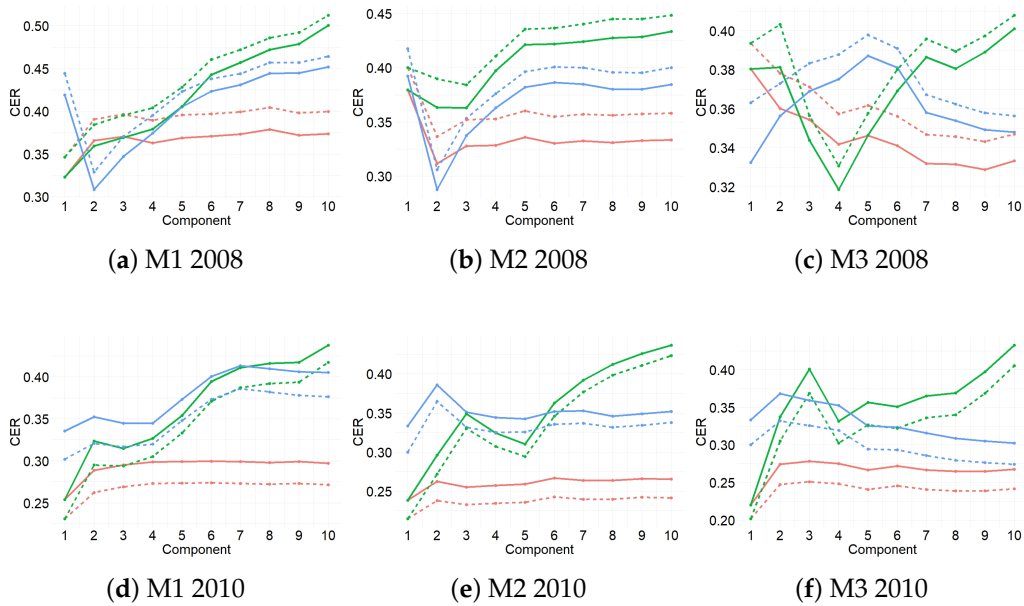 0.50
0.45
0.40
0.35
0.30
CER
1 2 3 4 5 6 7 8 9 10
Component
(a) M1 2008
0.45
0.40
0.35
0.30
CER
1 2 3 4 5 6 7 8 9 10
Component
(b) M2 2008
0.40
0.38
0.36
0.34
0.32
CER
1 2 3 4 5 6 7 8 9 10
Component
(c) M3 2008
0.40
0.35
0.30
0.25
CER
1 2 3 4 5 6 7 8 9 10
Component
(d) M1 2010
0.40
0.35
0.30
0.25
CER
1 2 3 4 5 6 7 8 9 10
Component
(e) M2 2010
0.40
0.35
0.30
0.25
0.20
CER
1 2 3 4 5 6 7 8 9 10
Component
(f) M3 2010